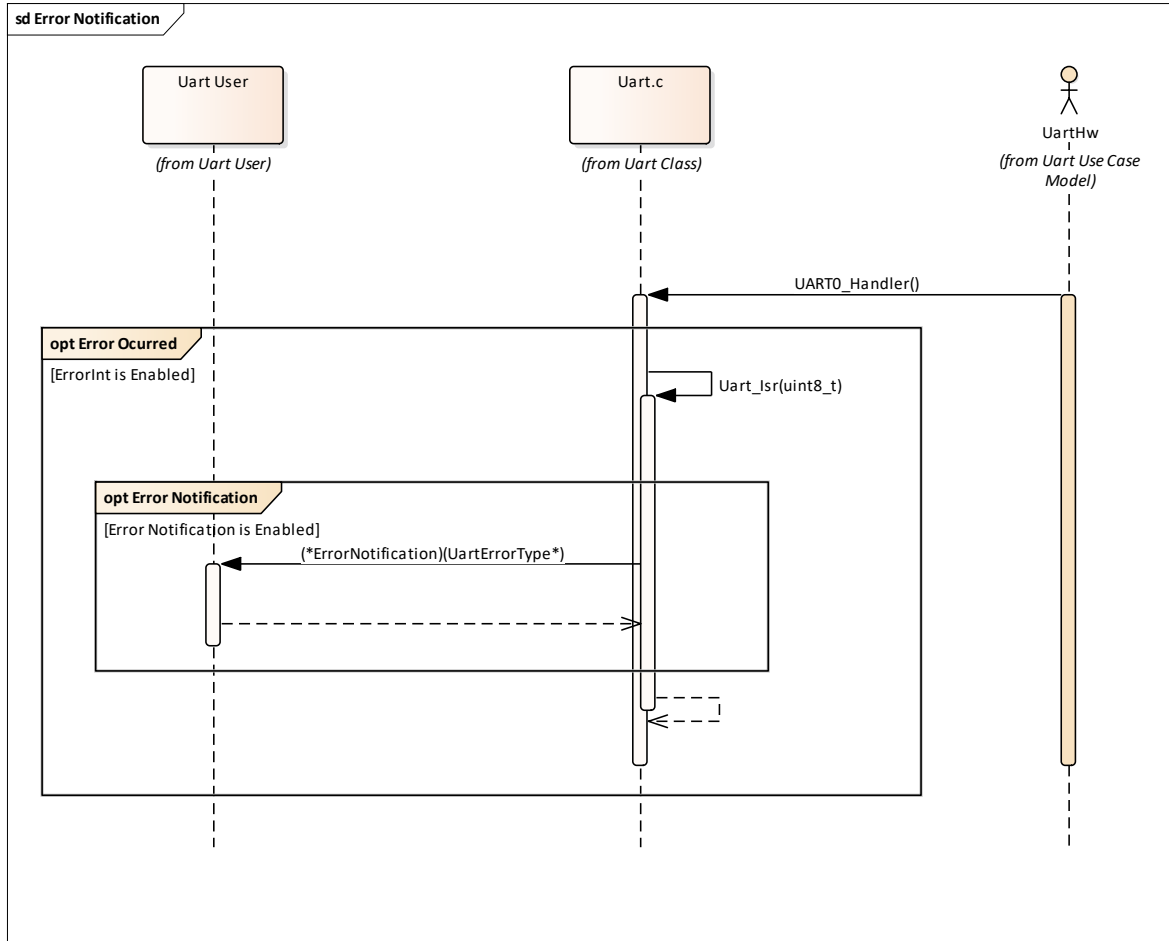 sd Error Notification
Uart User
(from Uart User)
Uart.c
(from Uart Class)
UartHw
(from Uart Use Case
Model)
UART0_Handler()
opt Error Ocurred
[ErrorInt is Enabled]
Uart_Isr(uint8_t)
opt Error Notification
[Error Notification is Enabled]
(*ErrorNotification)(UartErrorType*)